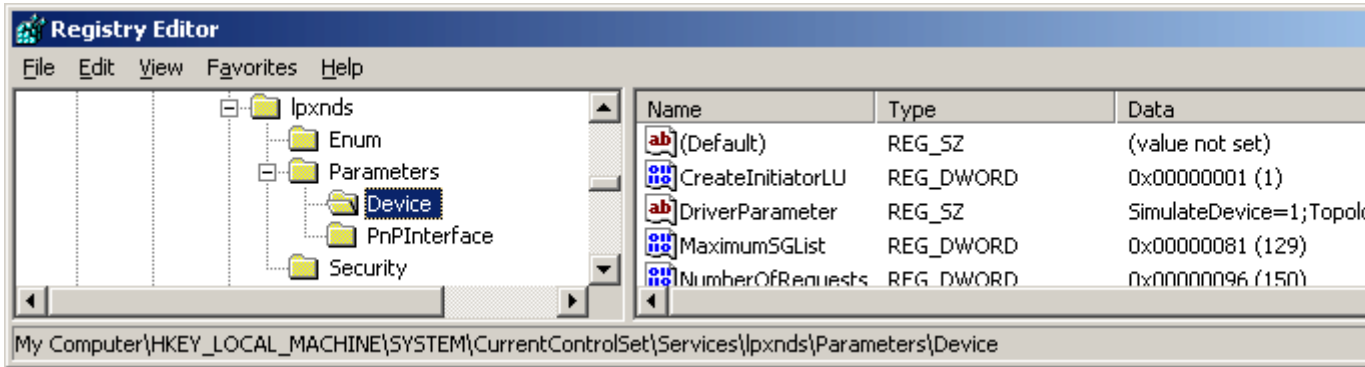 Registry Editor
File Edit View Favorites Help
lpxnds
Enum
Parameters
Device
PnPInterface
Security
Name Type Data
(Default) REG_SZ (value not set)
CreateInitiatorLU REG_DWORD 0x00000001 (1)
DriverParameter REG_SZ SimulateDevice=1;Topolo
MaximumSGList REG_DWORD 0x00000081 (129)
NumberOfRequests REG_DWORD 0x00000096 (150)
My Computer\HKEY_LOCAL_MACHINE\SYSTEM\CurrentControlSet\Services\lpxnds\Parameters\Device